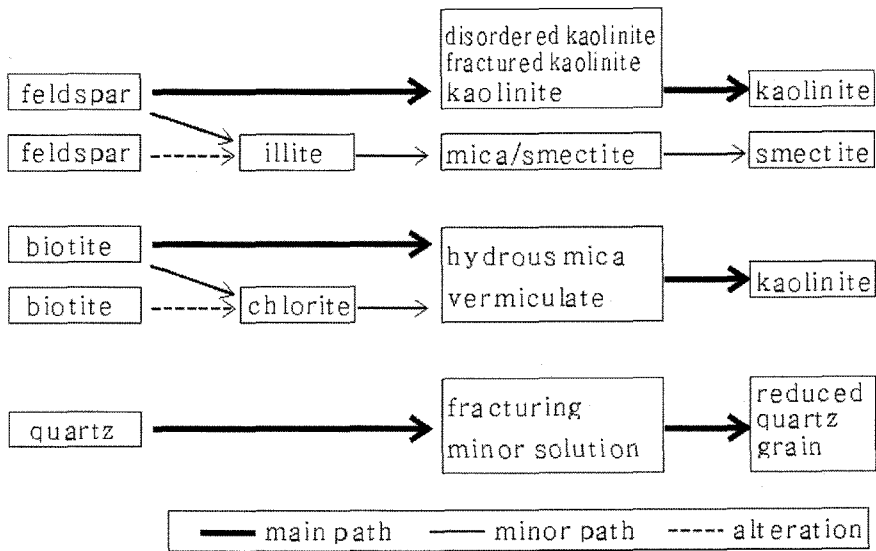 disordered kaolinite
fractured kaolinite
feldspar kaolinite kaolinite
feldspar illite mica/smectite smectite
biotite
hydrous mica
kaolinite
biotite chlorite vermiculate
reduced
fracturing quartz
quartz
minor solution grain
main path minor path alteration